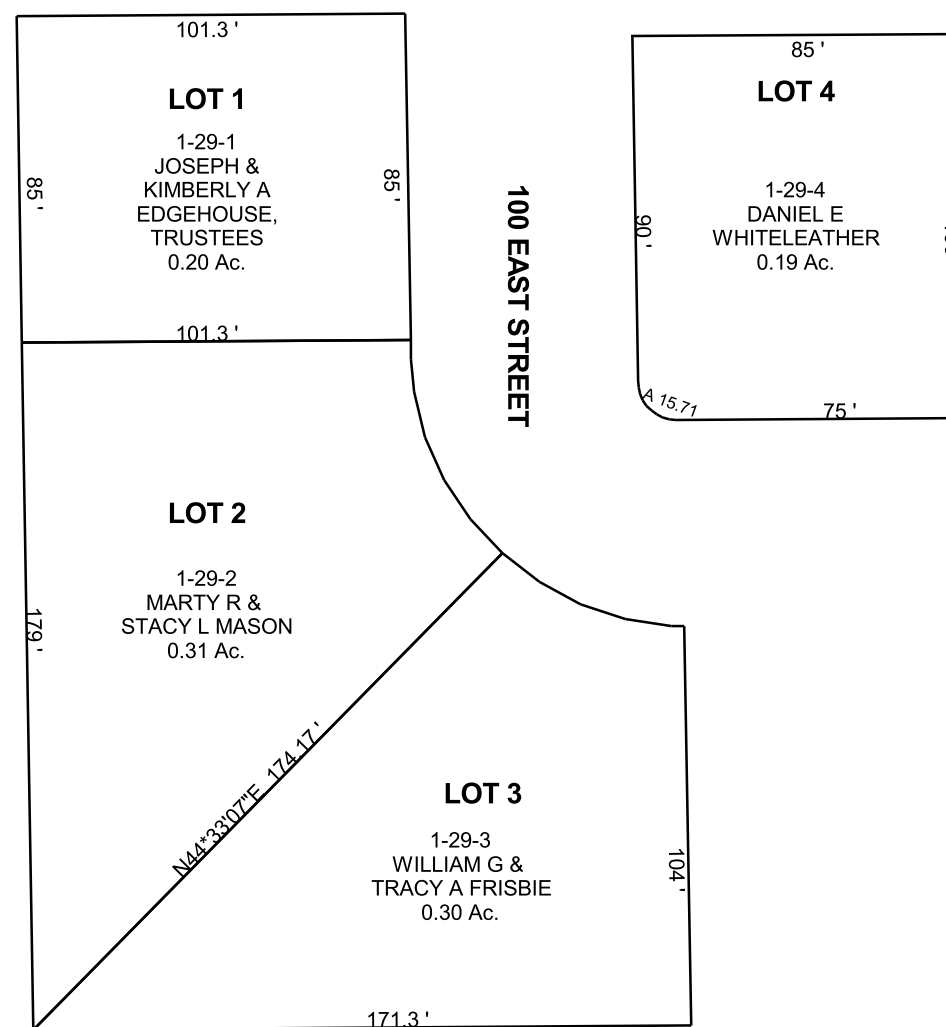 101.3 '
LOT 1
1-29-1
JOSEPH &
KIMBERLY A
EDGEHOUSE,
TRUSTEES
0.20 Ac.
85 '
85 '
101.3 '
100 EAST STREET
85 '
LOT 4
1-29-4
DANIEL E
WHITELEATHER
0.19 Ac.
90 '
A 15.71
75 '
LOT 2
1-29-2
MARTY R &
STACY L MASON
0.31 Ac.
179 '
N44*33'07"E 174.17 '
LOT 3
1-29-3
WILLIAM G &
TRACY A FRISBIE
0.30 Ac.
104 '
171.3 '